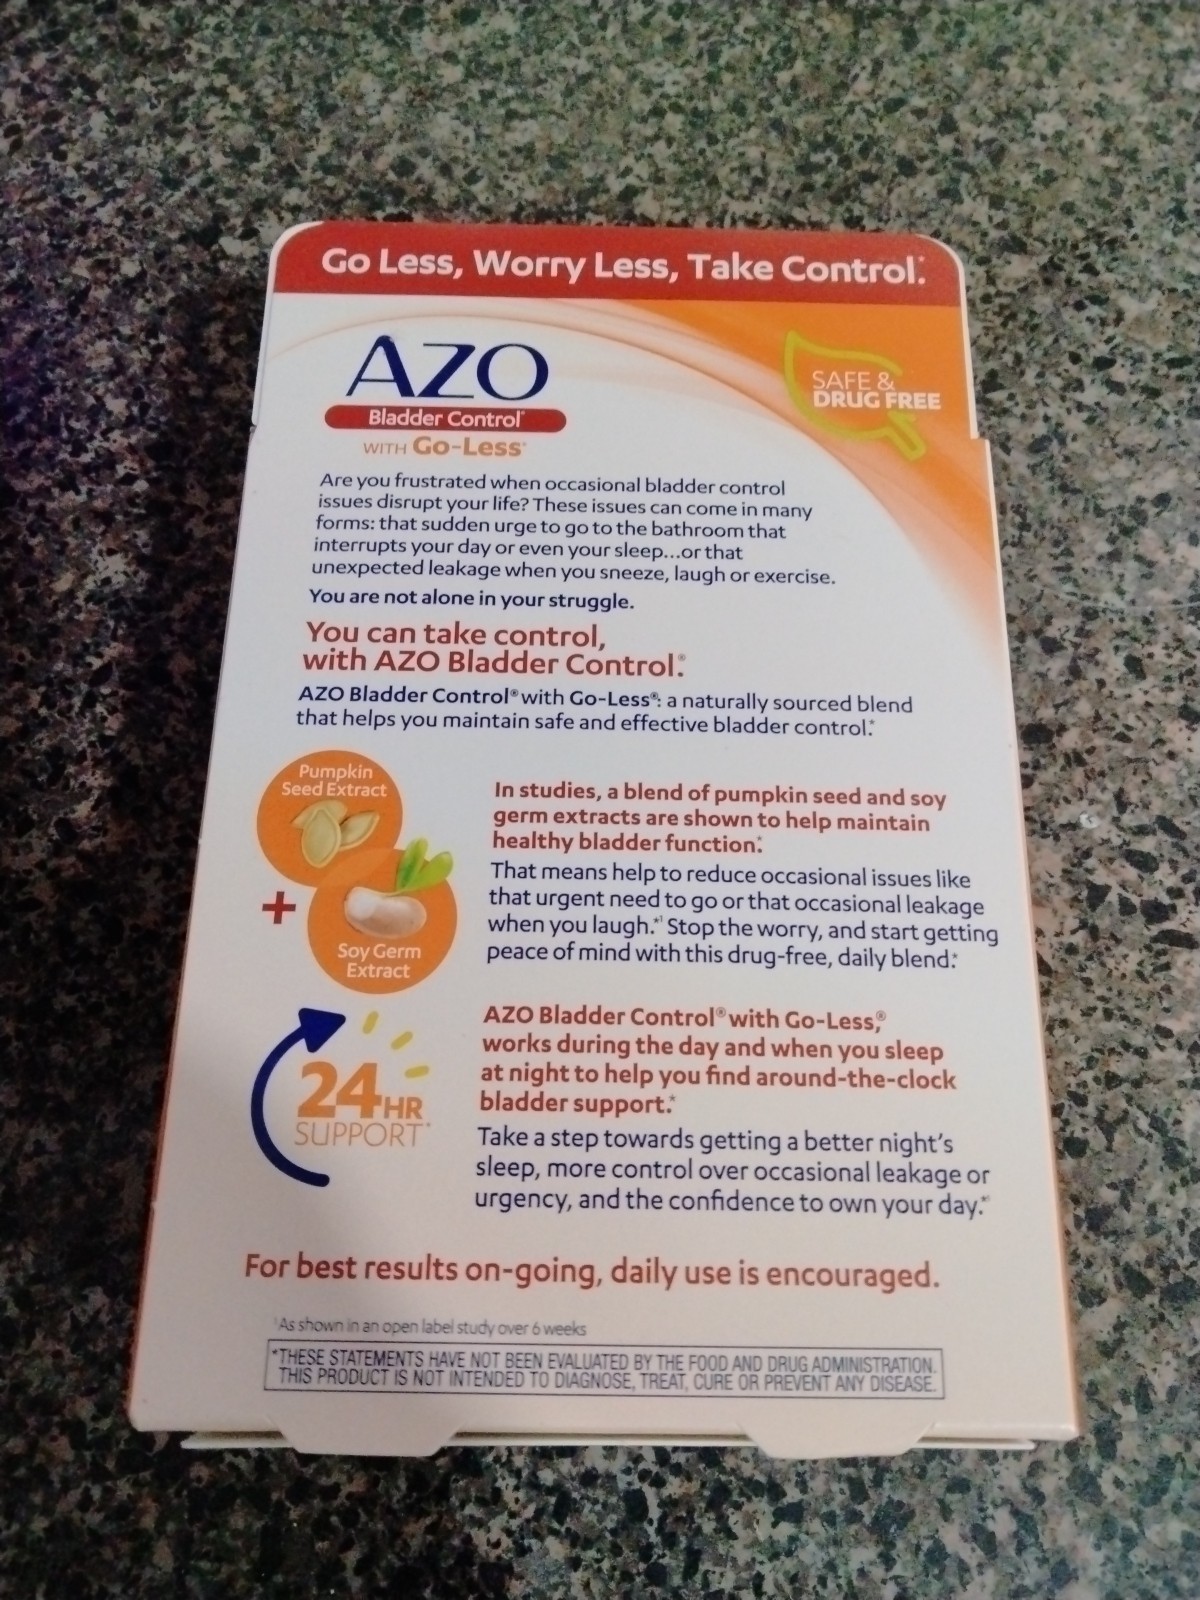 Go Less, Worry Less, Take Control.*
AZO
Bladder Control®
WITH Go-Less®
SAFE &
DRUG FREE
Are you frustrated when occasional bladder control
issues disrupt your life? These issues can come in many
forms: that sudden urge to go to the bathroom that
interrupts your day or even your sleep...or that
unexpected leakage when you sneeze, laugh or exercise.
You are not alone in your struggle.
You can take control,
with AZO Bladder Control.®
AZO Bladder Control® with Go-Less®: a naturally sourced blend
that helps you maintain safe and effective bladder control.*
Pumpkin
Seed Extract
+
Soy Germ
Extract
In studies, a blend of pumpkin seed and soy
germ extracts are shown to help maintain
healthy bladder function.*
That means help to reduce occasional issues like
that urgent need to go or that occasional leakage
when you laugh.*¹ Stop the worry, and start getting
peace of mind with this drug-free, daily blend.*
24HR
SUPPORT*
AZO Bladder Control® with Go-Less,®
works during the day and when you sleep
at night to help you find around-the-clock
bladder support.*
Take a step towards getting a better night's
sleep, more control over occasional leakage or
urgency, and the confidence to own your day.*¹
For best results on-going, daily use is encouraged.
¹As shown in an open label study over 6 weeks
*THESE STATEMENTS HAVE NOT BEEN EVALUATED BY THE FOOD AND DRUG ADMINISTRATION.
THIS PRODUCT IS NOT INTENDED TO DIAGNOSE, TREAT, CURE OR PREVENT ANY DISEASE.